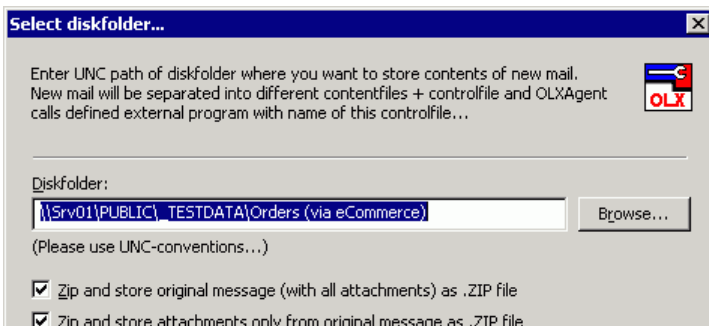 Select diskfolder...
Enter UNC path of diskfolder where you want to store contents of new mail.
New mail will be separated into different contentfiles + controlfile and OLXAgent
calls defined external program with name of this controlfile...
OLX
Diskfolder:
\\Srv01\PUBLIC\_TESTDATA\Orders (via eCommerce)
Browse...
(Please use UNC-conventions...)
Zip and store original message (with all attachments) as .ZIP file
Zip and store attachments only from original message as .ZIP file